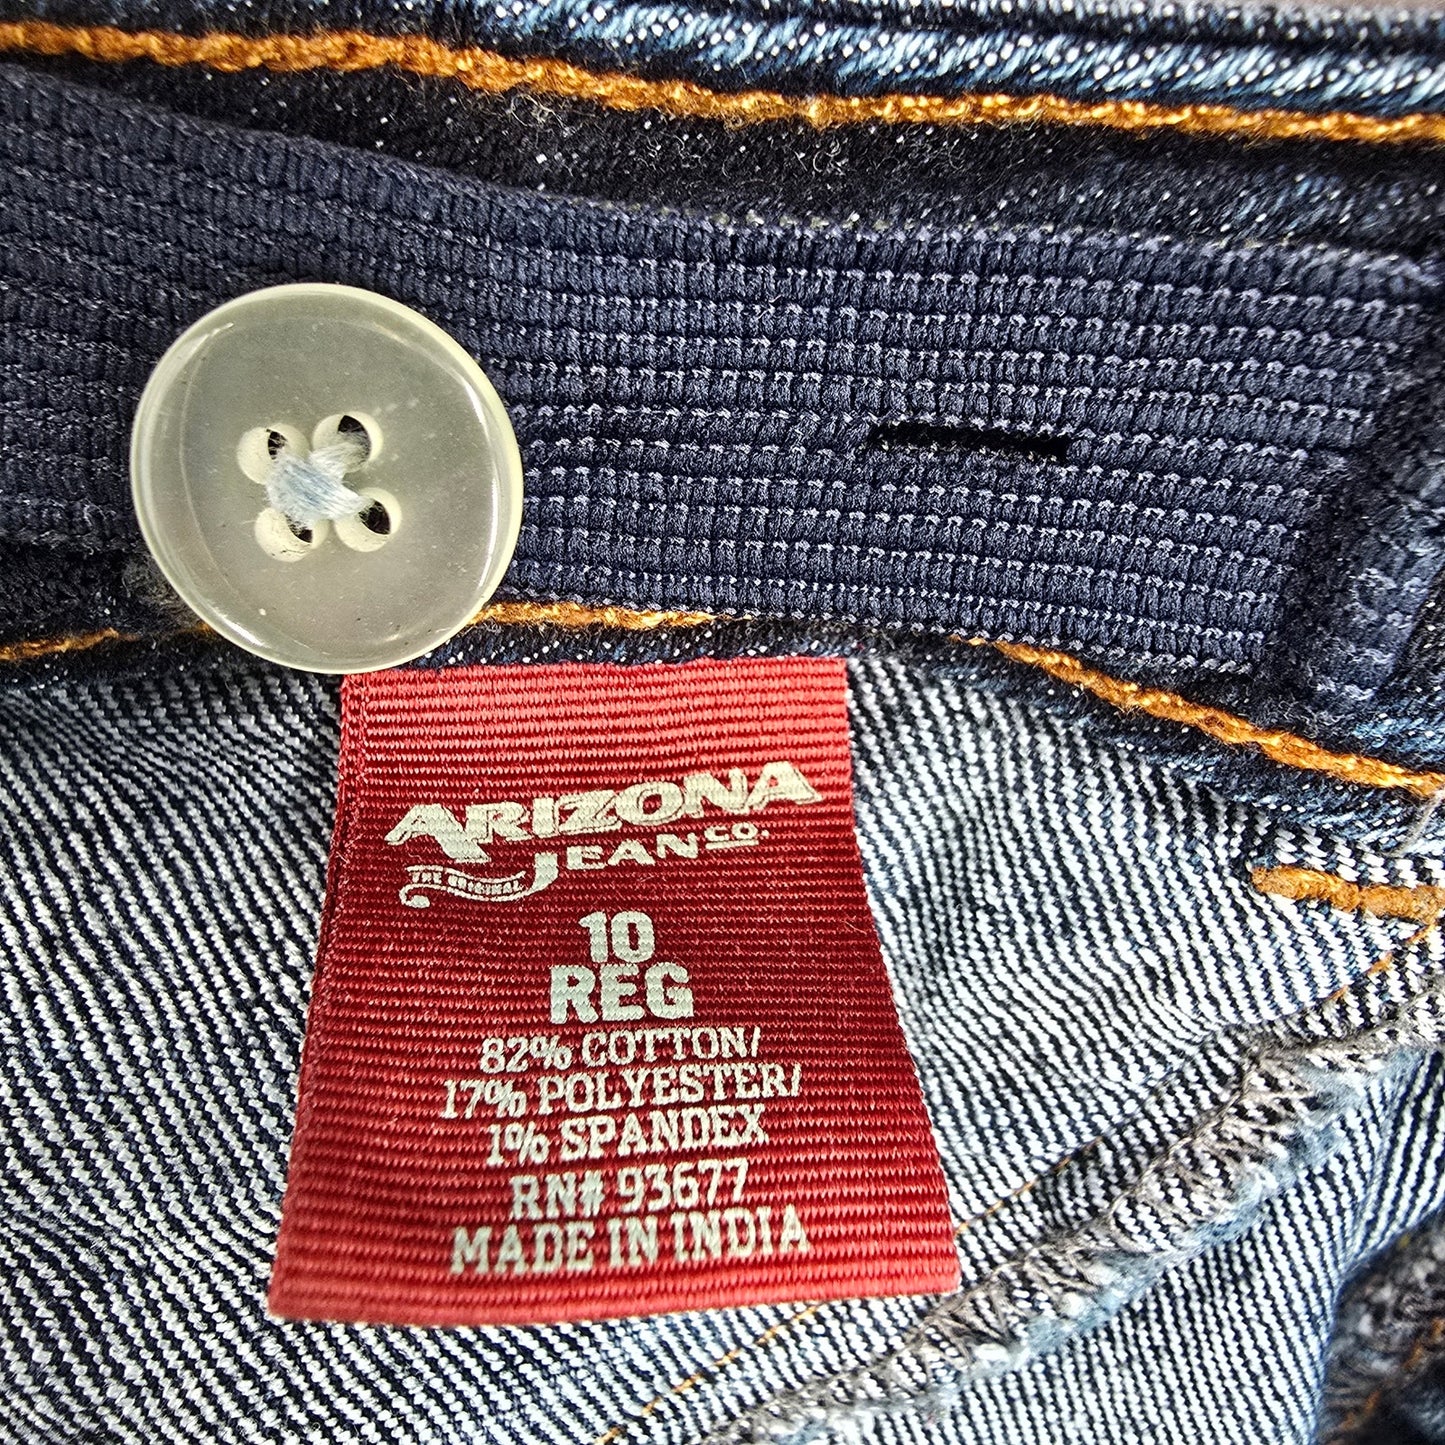 ARIZONA
JEAN CO.
THE ORIGINAL
10
REG
82% COTTON/
17% POLYESTER/
1% SPANDEX
RN# 93677
MADE IN INDIA